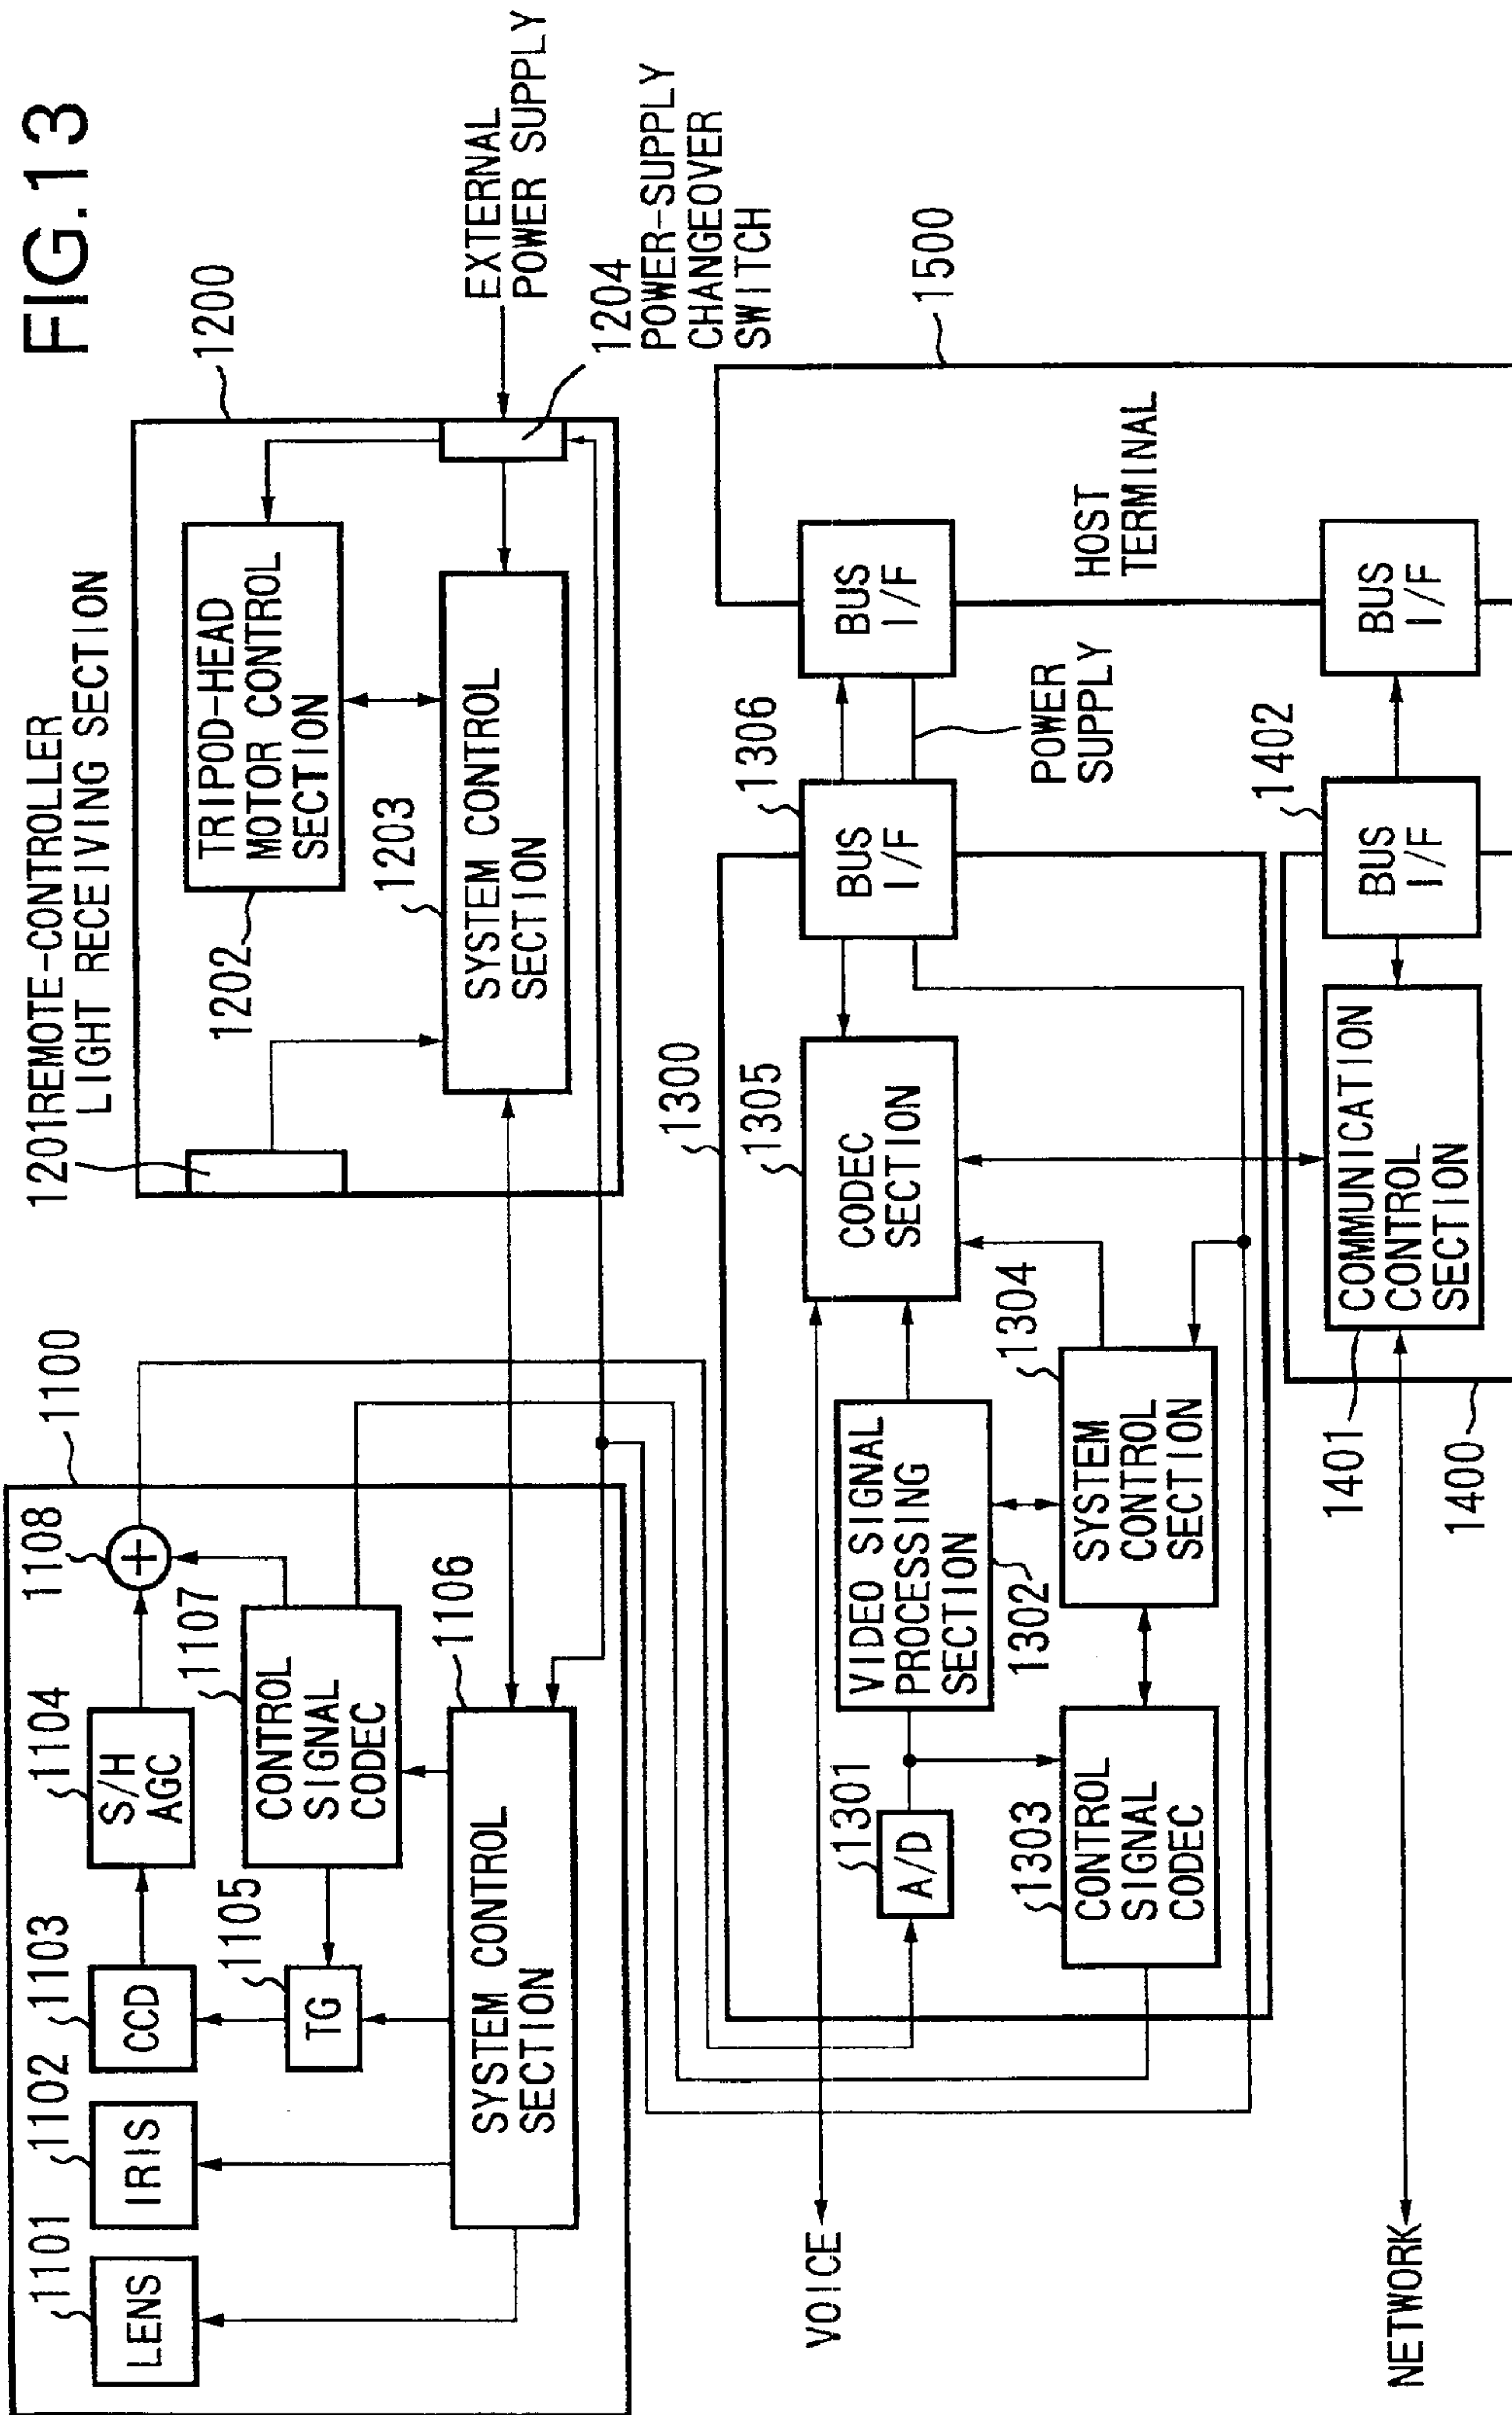 FIG.13
1100
1101
LENS
1102
IRIS
1103
CCD
1104
S/H
AGC
1108
1105
TG
1107
CONTROL
SIGNAL
CODEC
1106
SYSTEM CONTROL
SECTION
1200
1201REMOTE-CONTROLLER
LIGHT RECEIVING SECTION
TRIPOD-HEAD
MOTOR CONTROL
SECTION
1202
1203
SYSTEM CONTROL
SECTION
EXTERNAL
POWER SUPPLY
1204
POWER-SUPPLY
CHANGEOVER
SWITCH
1300
VOICE
1301
A/D
VIDEO SIGNAL
PROCESSING
SECTION
1302
1303
CONTROL
SIGNAL
CODEC
1304
SYSTEM
CONTROL
SECTION
1305
CODEC
SECTION
1306
BUS
I/F
POWER
SUPPLY
BUS
I/F
HOST
TERMINAL
1500
NETWORK
1400
1401
COMMUNICATION
CONTROL
SECTION
1402
BUS
I/F
BUS
I/F